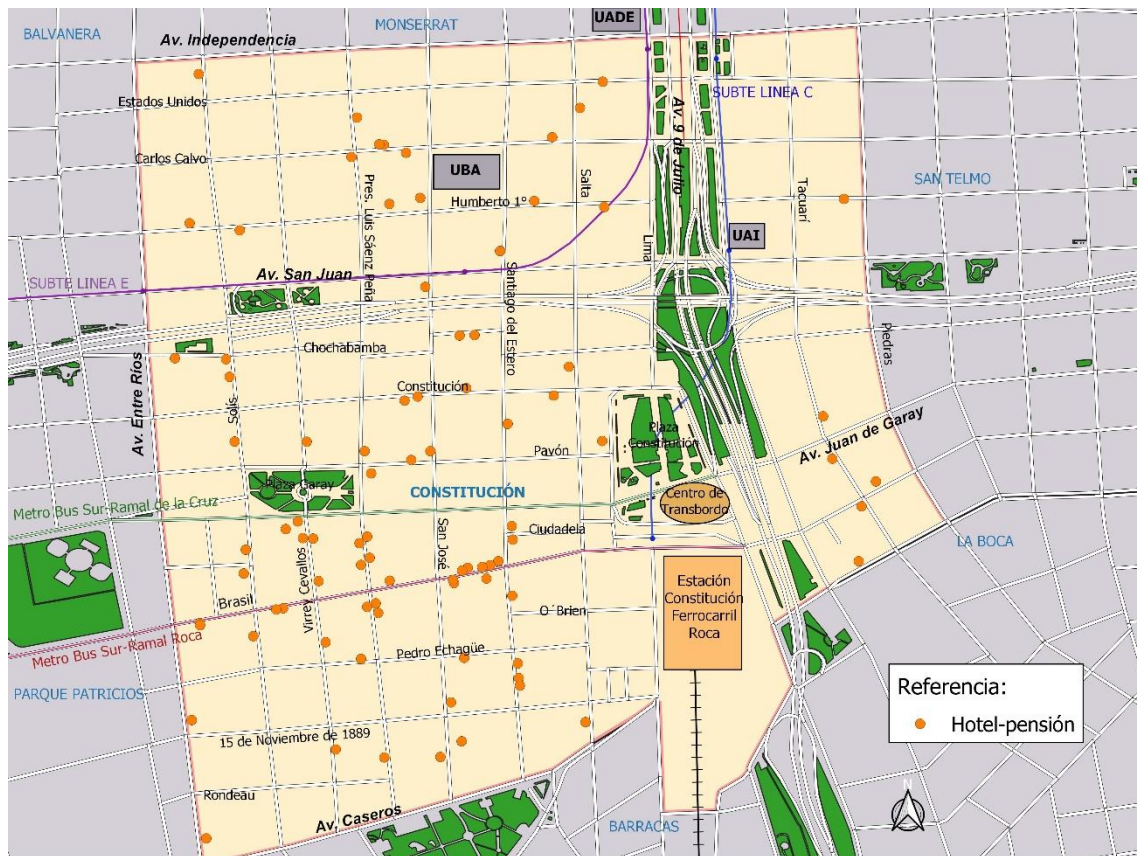 UADE
MONSERRAT
BALVANERA
Av. Independencia
SUBTE LINEA C
Estados Unidos
Av. 9 de Julio
Carlos Calvo
UBA
Pres. Luis Sáenz Peña
Salta
Tacuarí
SAN TELMO
Humberto 1°
Lima
UAI
Av. San Juan
SUBTE LINEA E
Santiago del Estero
Piedras
Chochabamba
Av. Entre Ríos
Solís
Constitución
Plaza
Constitución
Av. Juan de Garay
Pavón
Plaza Garay
CONSTITUCIÓN
Centro de
Transbordo
Metro Bus Sur-Ramal de la Cruz
San José
Ciudadela
LA BOCA
Virrey Cevallos
Estación
Constitución
Ferrocarril
Roca
Brasil
O´Brien
Metro Bus Sur-Ramal Roca
Pedro Echagüe
PARQUE PATRICIOS
Referencia:
Hotel-pensión
15 de Noviembre de 1889
Rondeau
Av. Caseros
BARRACAS
N